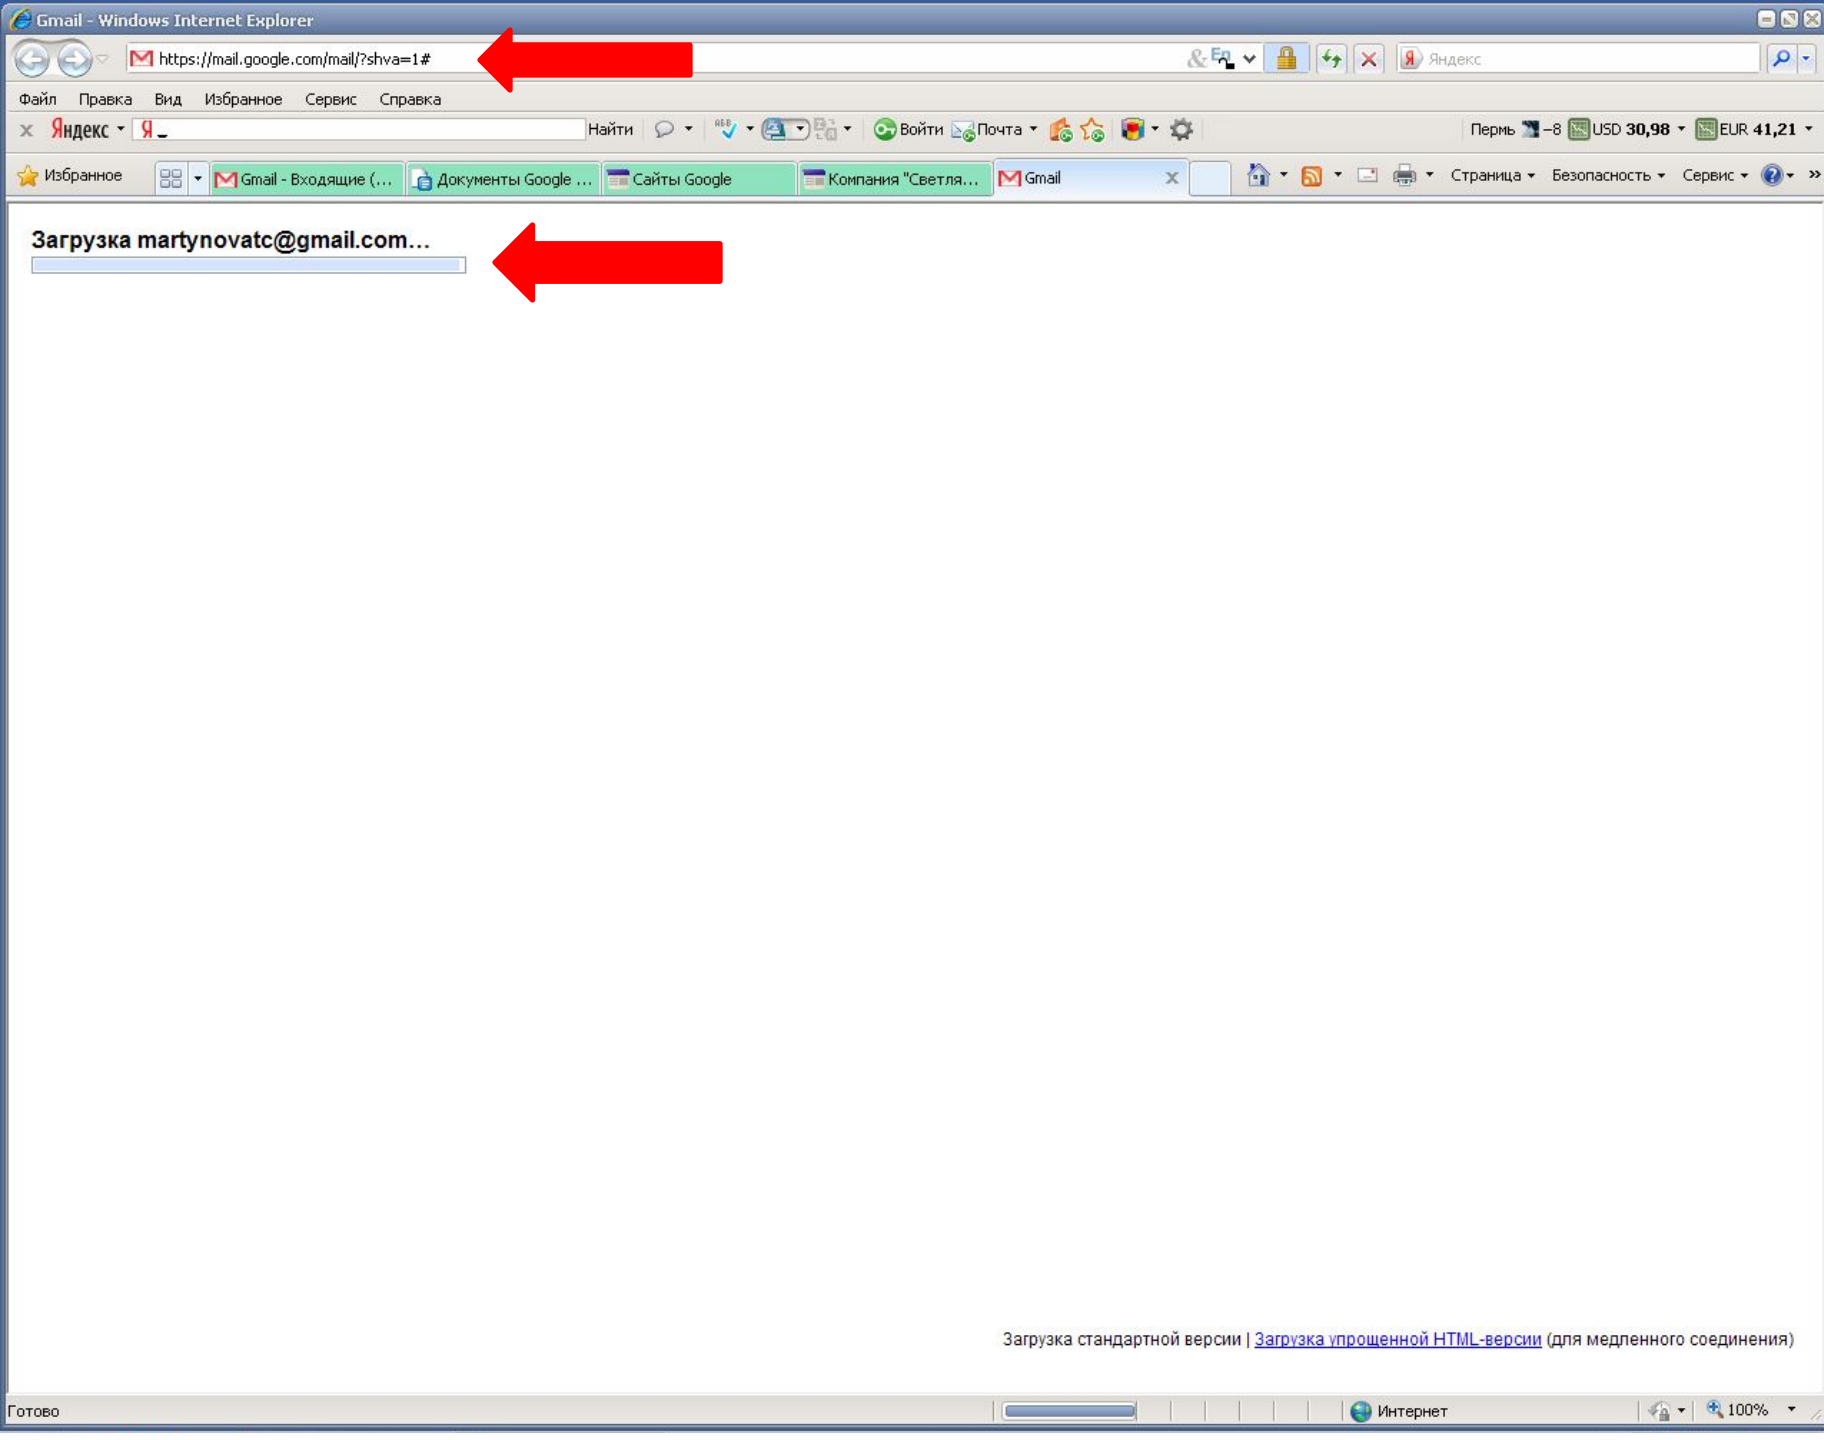 Gmail - Windows Internet Explorer
https://mail.google.com/mail/?shva=1#
Яндекс
Файл Правка Вид Избранное Сервис Справка
Яндекс Я Найти Войти Почта Пермь -8 USD 30,98 EUR 41,21
Избранное Gmail - Входящие (... Документы Google ... Сайты Google Компания "Светля... Gmail Страница Безопасность Сервис
Загрузка martynovatc@gmail.com...
Загрузка стандартной версии | Загрузка упрощенной HTML-версии (для медленного соединения)
Готово Интернет 100%